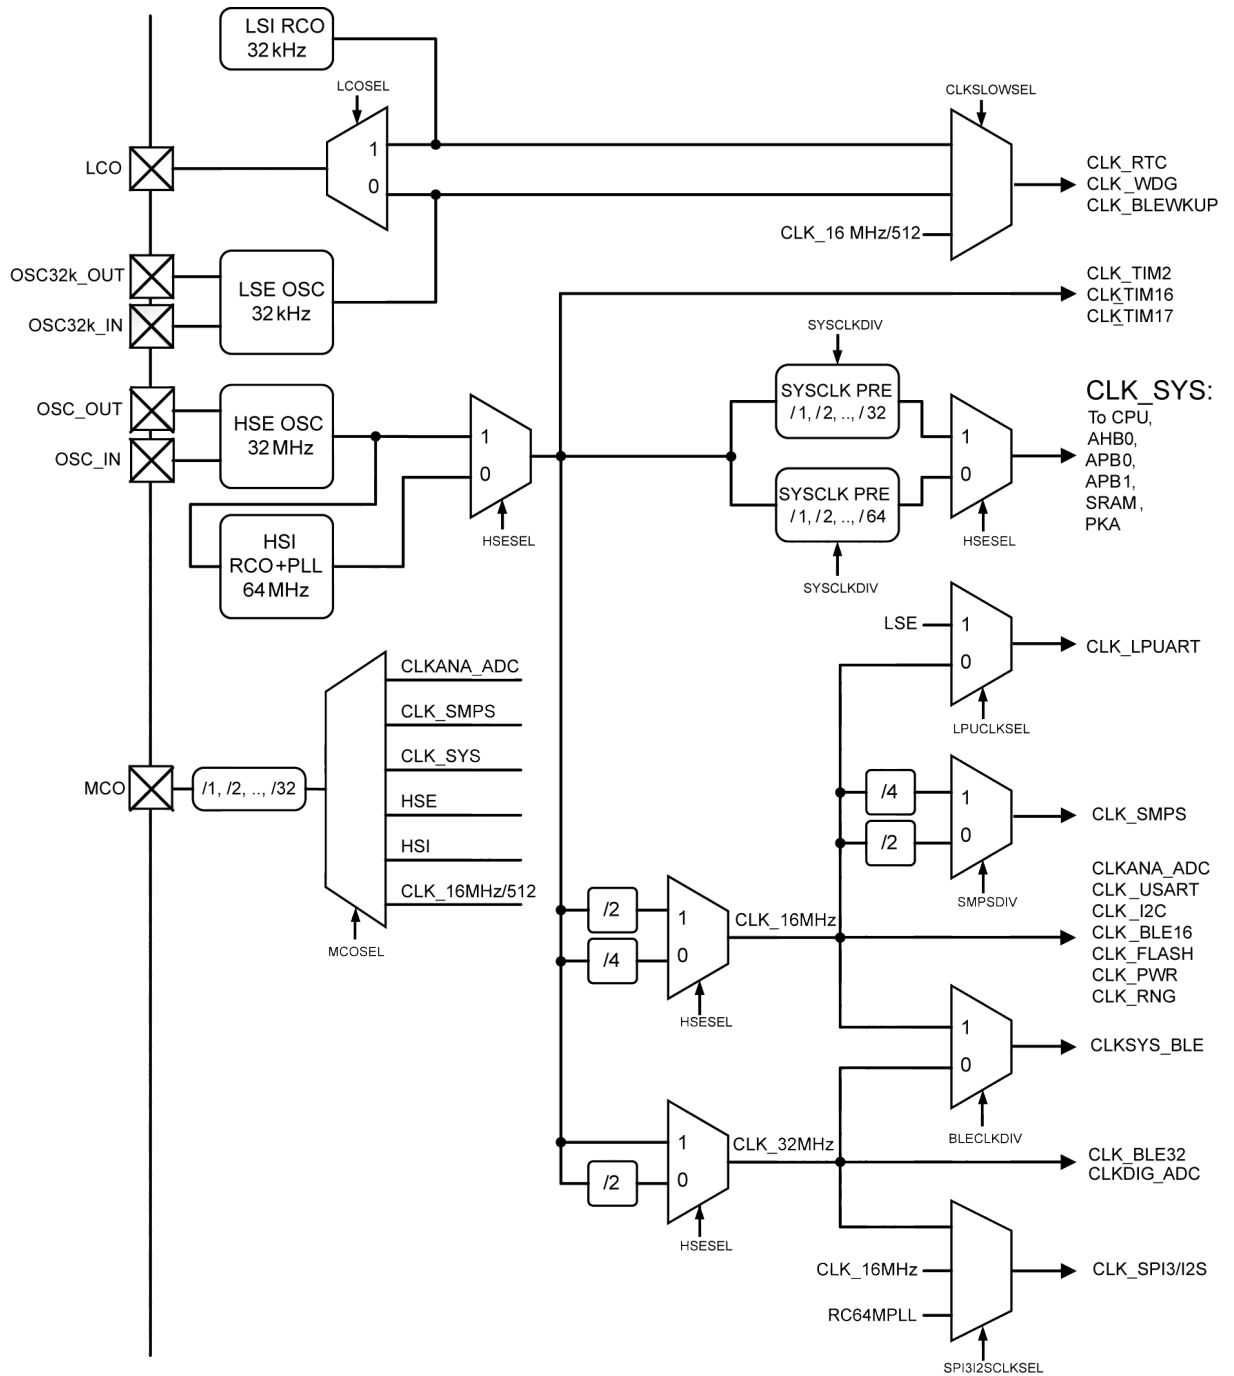 LSI RCO
32 kHz
LCOSEL
CLKSLOWSEL
1
0
LCO
CLK_RTC
CLK_WDG
CLK_BLEWKUP
CLK_16 MHz/512
OSC32k_OUT
OSC32k_IN
LSE OSC
32 kHz
CLK_TIM2
CLKTIM16
CLKTIM17
SYSCLKDIV
OSC_OUT
OSC_IN
HSE OSC
32 MHz
1
0
HSESEL
SYSCLK PRE
/ 1, / 2, .., / 32
SYSCLK PRE
/ 1, / 2, .., / 64
SYSCLKDIV
1
0
HSESEL
CLK_SYS:
To CPU,
AHB0,
APB0,
APB1,
SRAM ,
PKA
HSI
RCO+PLL
64 MHz
LSE
1
0
CLK_LPUART
LPUCLKSEL
CLKANA_ADC
CLK_SMPS
CLK_SYS
HSE
HSI
CLK_16MHz/512
MCO
/1, /2, .., /32
MCOSEL
/4
/2
1
0
CLK_SMPS
SMPSDIV
/2
/4
1
0
CLK_16MHz
HSESEL
CLKANA_ADC
CLK_USART
CLK_I2C
CLK_BLE16
CLK_FLASH
CLK_PWR
CLK_RNG
1
0
CLKSYS_BLE
BLECLKDIV
/2
1
0
CLK_32MHz
HSESEL
CLK_BLE32
CLKDIG_ADC
CLK_16MHz
RC64MPLL
CLK_SPI3/I2S
SPI3I2SCLKSEL